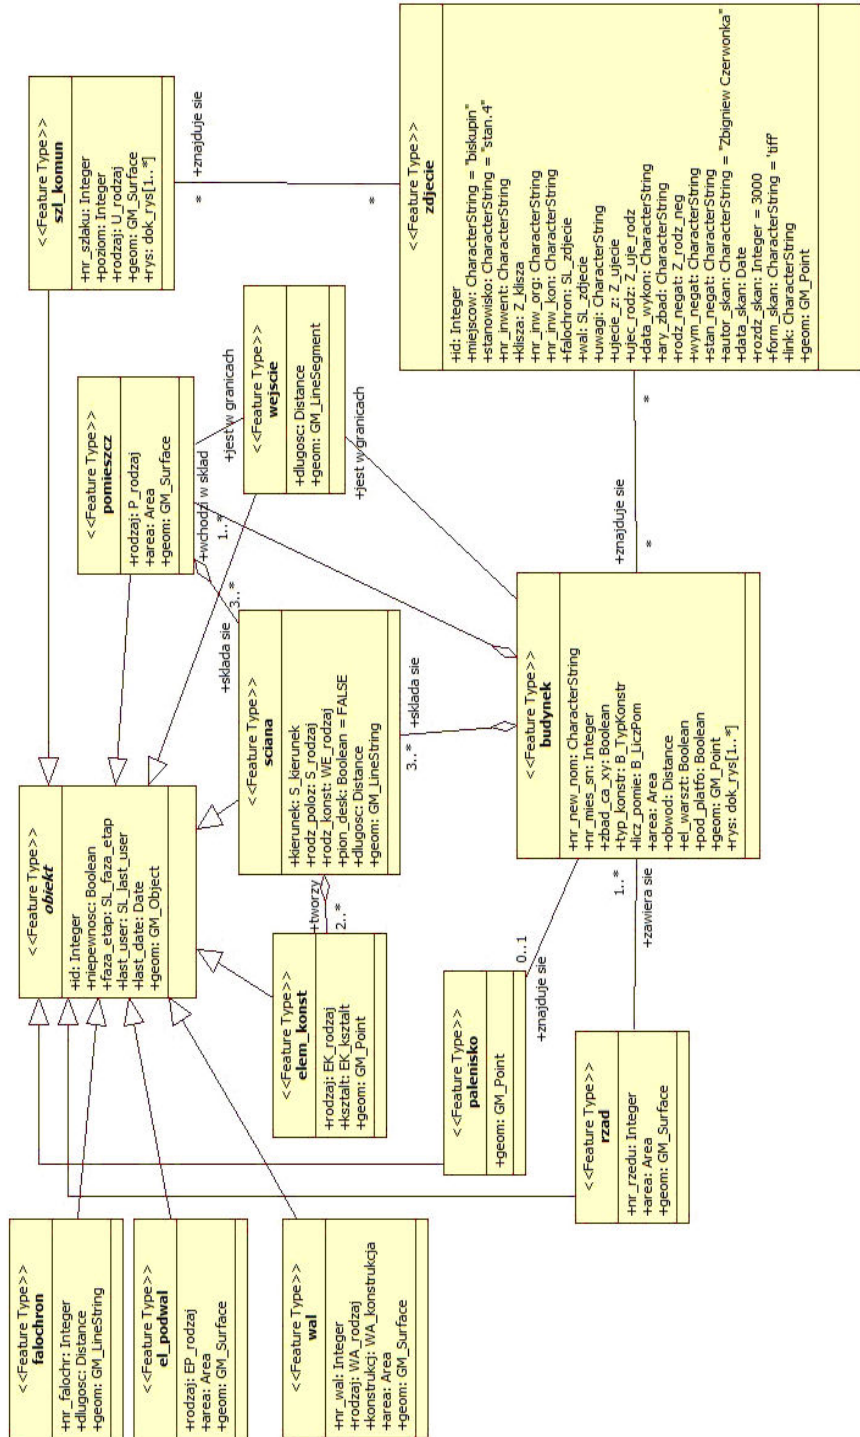 <<Feature Type>>
falochron
+nr_falochr: Integer
+dlugosc: Distance
+geom: GM_LineString
<<Feature Type>>
el_podwal
+rodzaj: EP_rodzaj
+area: Area
+geom: GM_Surface
<<Feature Type>>
wal
+nr_wal: Integer
+rodzaj: WA_rodzaj
+konstrukcj: WA_konstrukcja
+area: Area
+geom: GM_Surface
<<Feature Type>>
obiekt
+id: Integer
+niepewnosc: Boolean
+faza_etap: SL_faza_etap
+last_user: SL_last_user
+last_date: Date
+geom: GM_Object
<<Feature Type>>
szl_komun
+nr_szlaku: Integer
+poziom: Integer
+rodzaj: U_rodzaj
+geom: GM_Surface
+rys: dok_rys[1..*]
<<Feature Type>>
pomieszcz
+rodzaj: P_rodzaj
+area: Area
+geom: GM_Surface
<<Feature Type>>
wejscie
+dlugosc: Distance
+geom: GM_LineSegment
<<Feature Type>>
sciana
+kierunek: S_kierunek
+rodz_poloz: S_rodzaj
+rodz_konst: WE_rodzaj
+pion_desk: Boolean = FALSE
+dlugosc: Distance
+geom: GM_LineString
<<Feature Type>>
elem_konst
+rodzaj: EK_rodzaj
+ksztalt: EK_ksztalt
+geom: GM_Point
<<Feature Type>>
palenisko
+geom: GM_Point
<<Feature Type>>
rzad
+nr_rzedu: Integer
+area: Area
+geom: GM_Surface
<<Feature Type>>
budynek
+nr_new_nom: CharacterString
+nr_mies_sn: Integer
+zbad_ca_xy: Boolean
+typ_konstr: B_TypKonstr
+licz_pomie: B_LiczPom
+area: Area
+obwod: Distance
+el_warszt: Boolean
+pod_platfo: Boolean
+geom: GM_Point
+rys: dok_rys[1..*]
<<Feature Type>>
zdjecie
+id: Integer
+miejscow: CharacterString = "biskupin"
+stanowisko: CharacterString = "stan.4"
+nr_inwent: CharacterString
+klisza: Z_klisza
+nr_inw_org: CharacterString
+nr_inw_kon: CharacterString
+falochron: SL_zdjecie
+wal: SL_zdjecie
+uwagi: CharacterString
+ujecie_z: Z_ujecie
+ujec_rodz: Z_uje_rodz
+data_wykon: CharacterString
+ary_zbad: CharacterString
+rodz_negat: Z_rodz_neg
+wym_negat: CharacterString
+stan_negat: CharacterString
+autor_skan: CharacterString = "Zbigniew Czerwonka"
+data_skan: Date
+rozdz_skan: Integer = 3000
+form_skan: CharacterString = 'tiff'
+link: CharacterString
+geom: GM_Point
+znajduje sie
*
*
+jest w granicach
+wchodzi w sklad
1..*
+jest w granicach
3..*
+sklada sie
+sklada sie
3..*
+tworzy
2..*
0..1
+znajduje sie
1..*
+zawiera sie
+znajduje sie
*
*